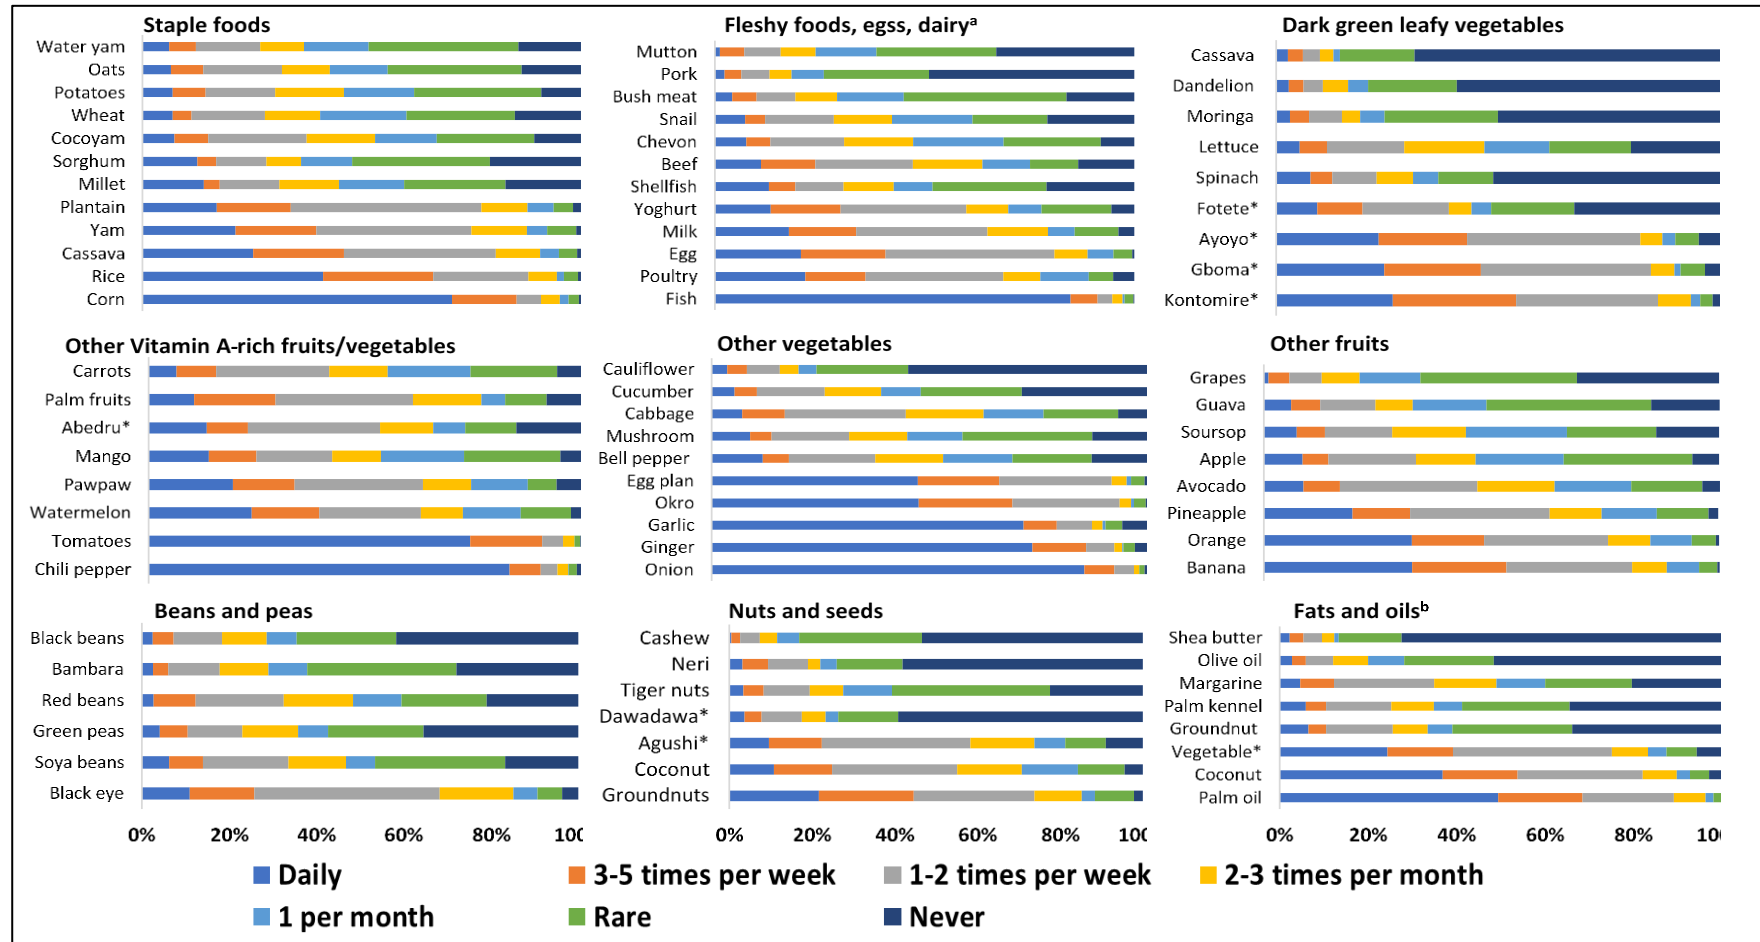 Staple foods
Water yam
Oats
Potatoes
Wheat
Cocoyam
Sorghum
Millet
Plantain
Yam
Cassava
Rice
Corn
Fleshy foods, egss, dairyᵃ
Mutton
Pork
Bush meat
Snail
Chevon
Beef
Shellfish
Yoghurt
Milk
Egg
Poultry
Fish
Dark green leafy vegetables
Cassava
Dandelion
Moringa
Lettuce
Spinach
Fotete*
Ayoyo*
Gboma*
Kontomire*
Other Vitamin A-rich fruits/vegetables
Carrots
Palm fruits
Abedru*
Mango
Pawpaw
Watermelon
Tomatoes
Chili pepper
Other vegetables
Cauliflower
Cucumber
Cabbage
Mushroom
Bell pepper
Egg plan
Okro
Garlic
Ginger
Onion
Other fruits
Grapes
Guava
Soursop
Apple
Avocado
Pineapple
Orange
Banana
Beans and peas
Black beans
Bambara
Red beans
Green peas
Soya beans
Black eye
0% 20% 40% 60% 80% 100
Nuts and seeds
Cashew
Neri
Tiger nuts
Dawadawa*
Agushi*
Coconut
Groundnuts
0% 20% 40% 60% 80% 100
Fats and oilsᵇ
Shea butter
Olive oil
Margarine
Palm kennel
Groundnut
Vegetable*
Coconut
Palm oil
0% 20% 40% 60% 80% 100
Daily 3-5 times per week 1-2 times per week 2-3 times per month
1 per month Rare Never